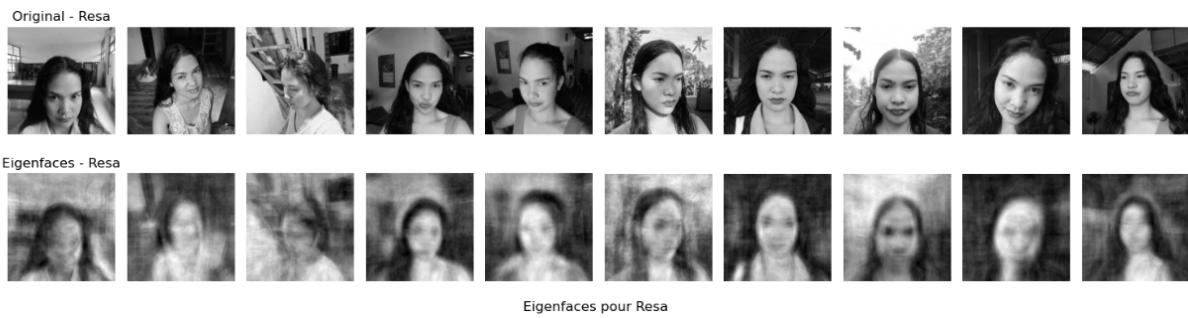 Original - Resa
Eigenfaces - Resa
Eigenfaces pour Resa